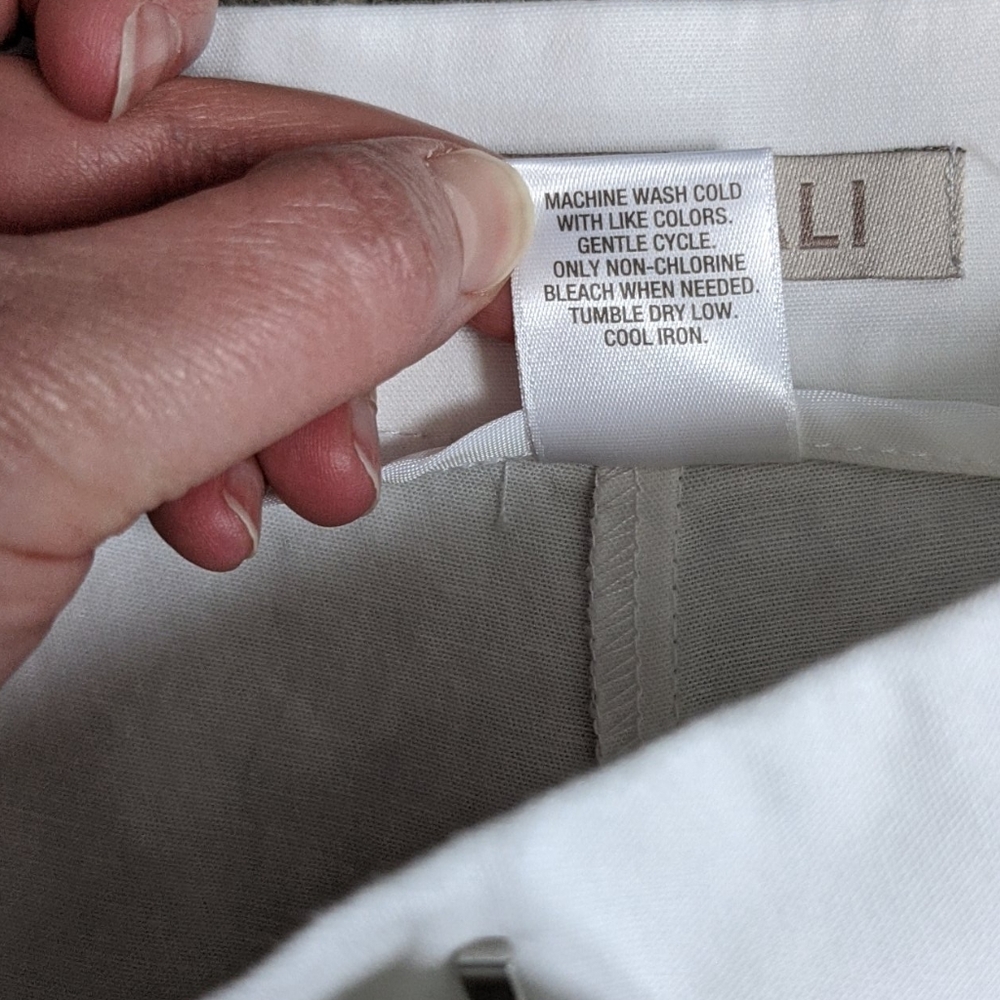 MACHINE WASH COLD
WITH LIKE COLORS.
GENTLE CYCLE.
ONLY NON-CHLORINE
BLEACH WHEN NEEDED
TUMBLE DRY LOW.
COOL IRON.
LI